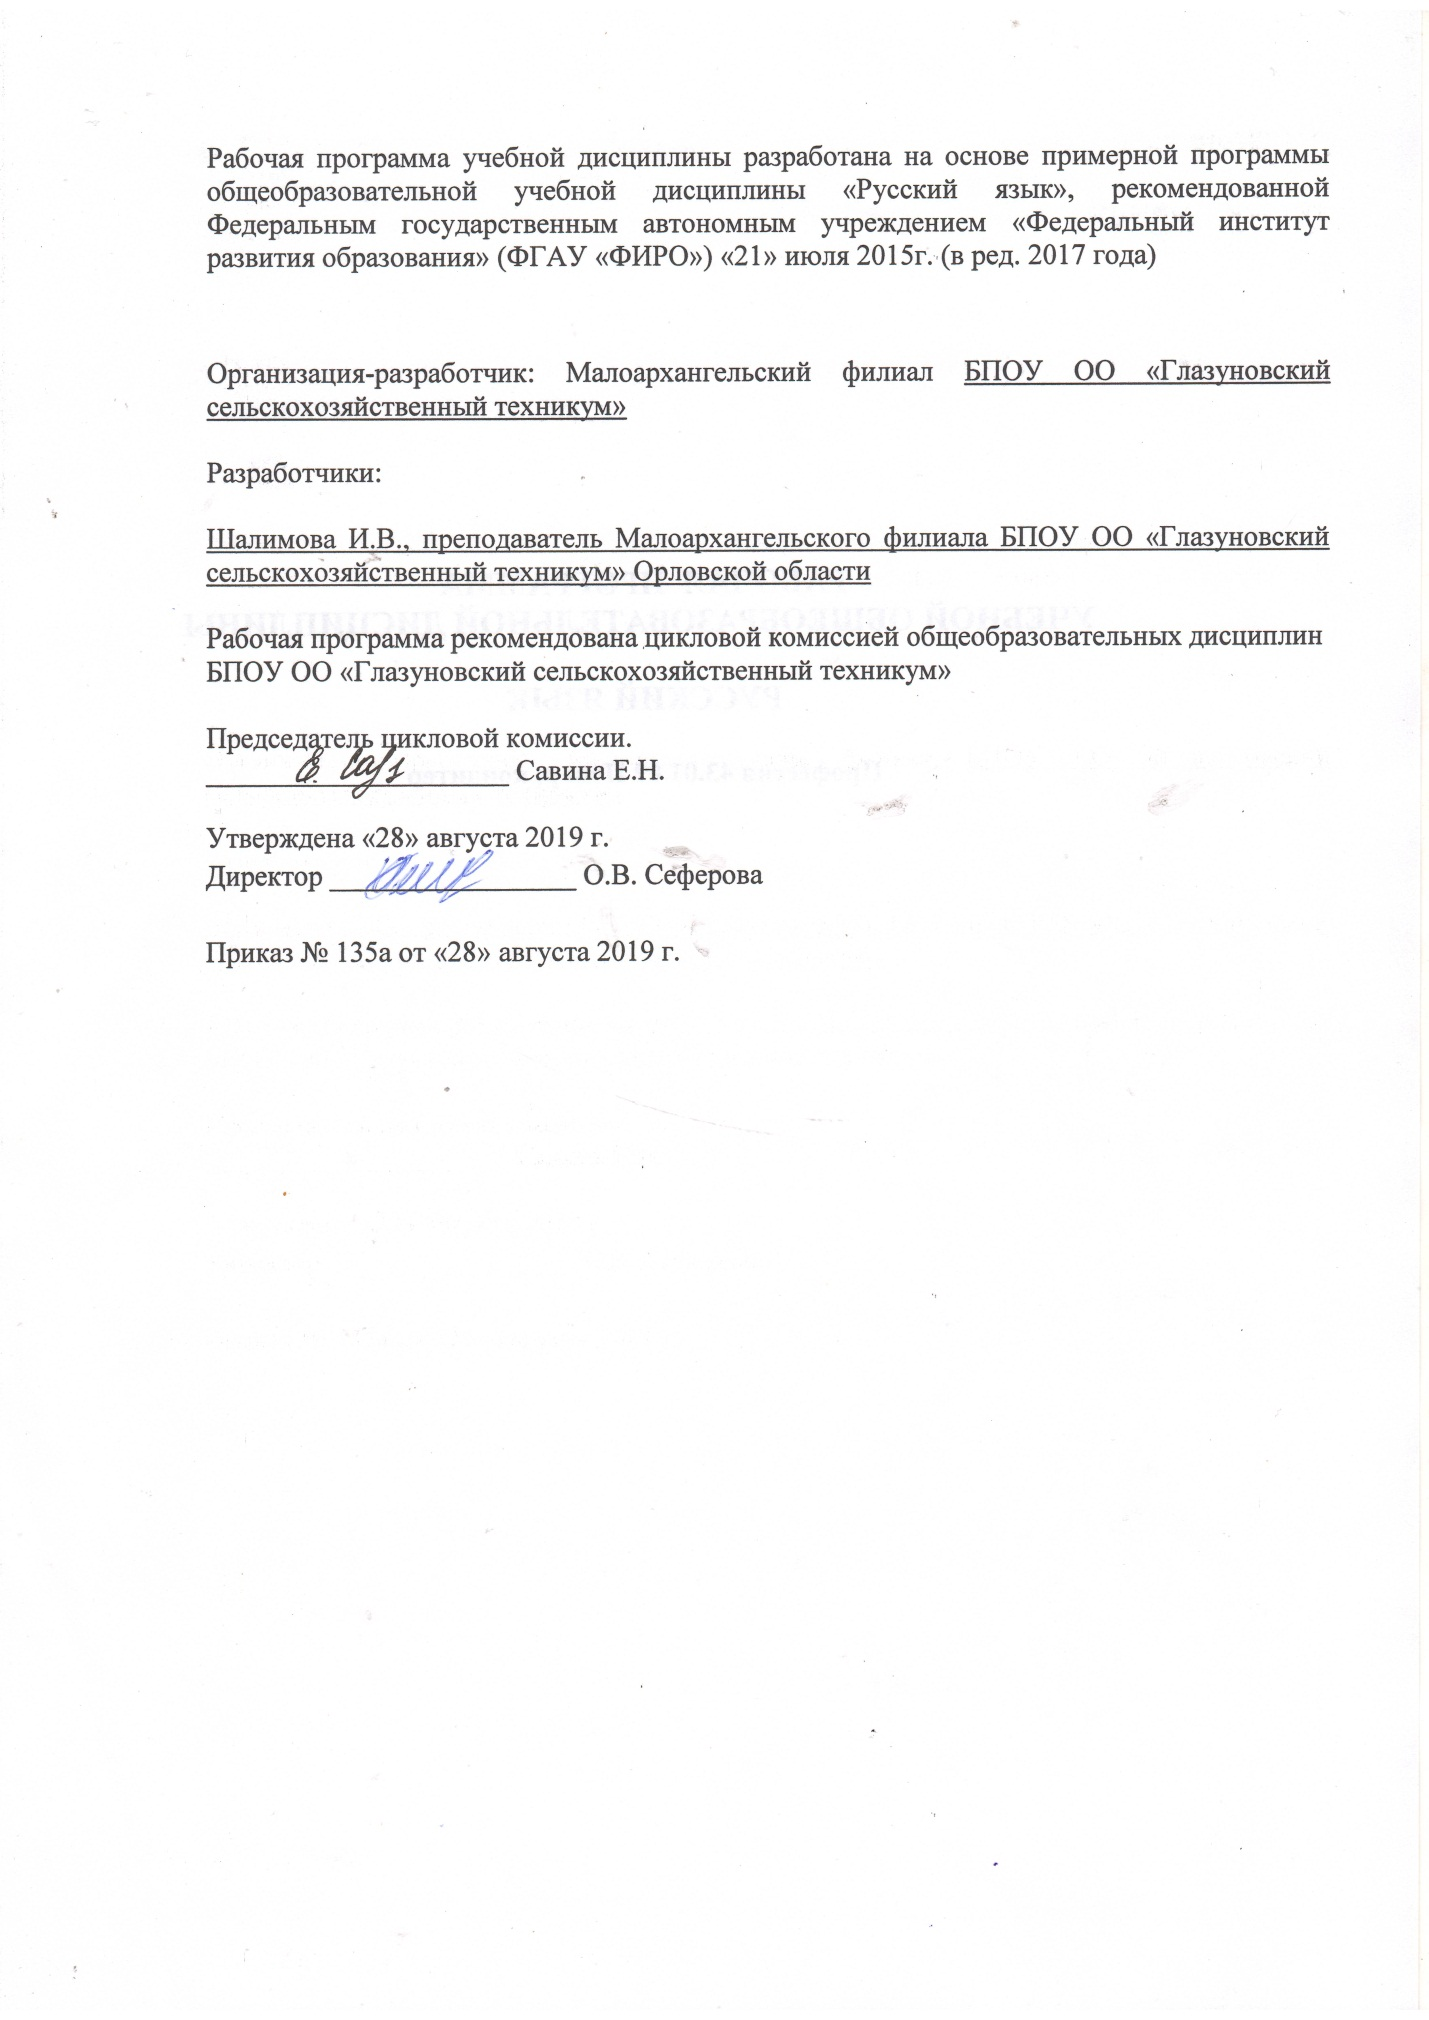 Рабочая программа учебной дисциплины разработана на основе примерной программы
общеобразовательной учебной дисциплины «Русский язык», рекомендованной
Федеральным государственным автономным учреждением «Федеральный институт
развития образования» (ФГАУ «ФИРО») «21» июля 2015г. (в ред. 2017 года)
Организация-разработчик: Малоархангельский филиал БПОУ ОО «Глазуновский
сельскохозяйственный техникум»
Разработчики:
Шалимова И.В., преподаватель Малоархангельского филиала БПОУ ОО «Глазуновский
сельскохозяйственный техникум» Орловской области
Рабочая программа рекомендована цикловой комиссией общеобразовательных дисциплин
БПОУ ОО «Глазуновский сельскохозяйственный техникум»
Председатель цикловой комиссии.
Савина Е.Н.
Утверждена «28» августа 2019 г.
Директор О.В. Сеферова
Приказ № 135а от «28» августа 2019 г.